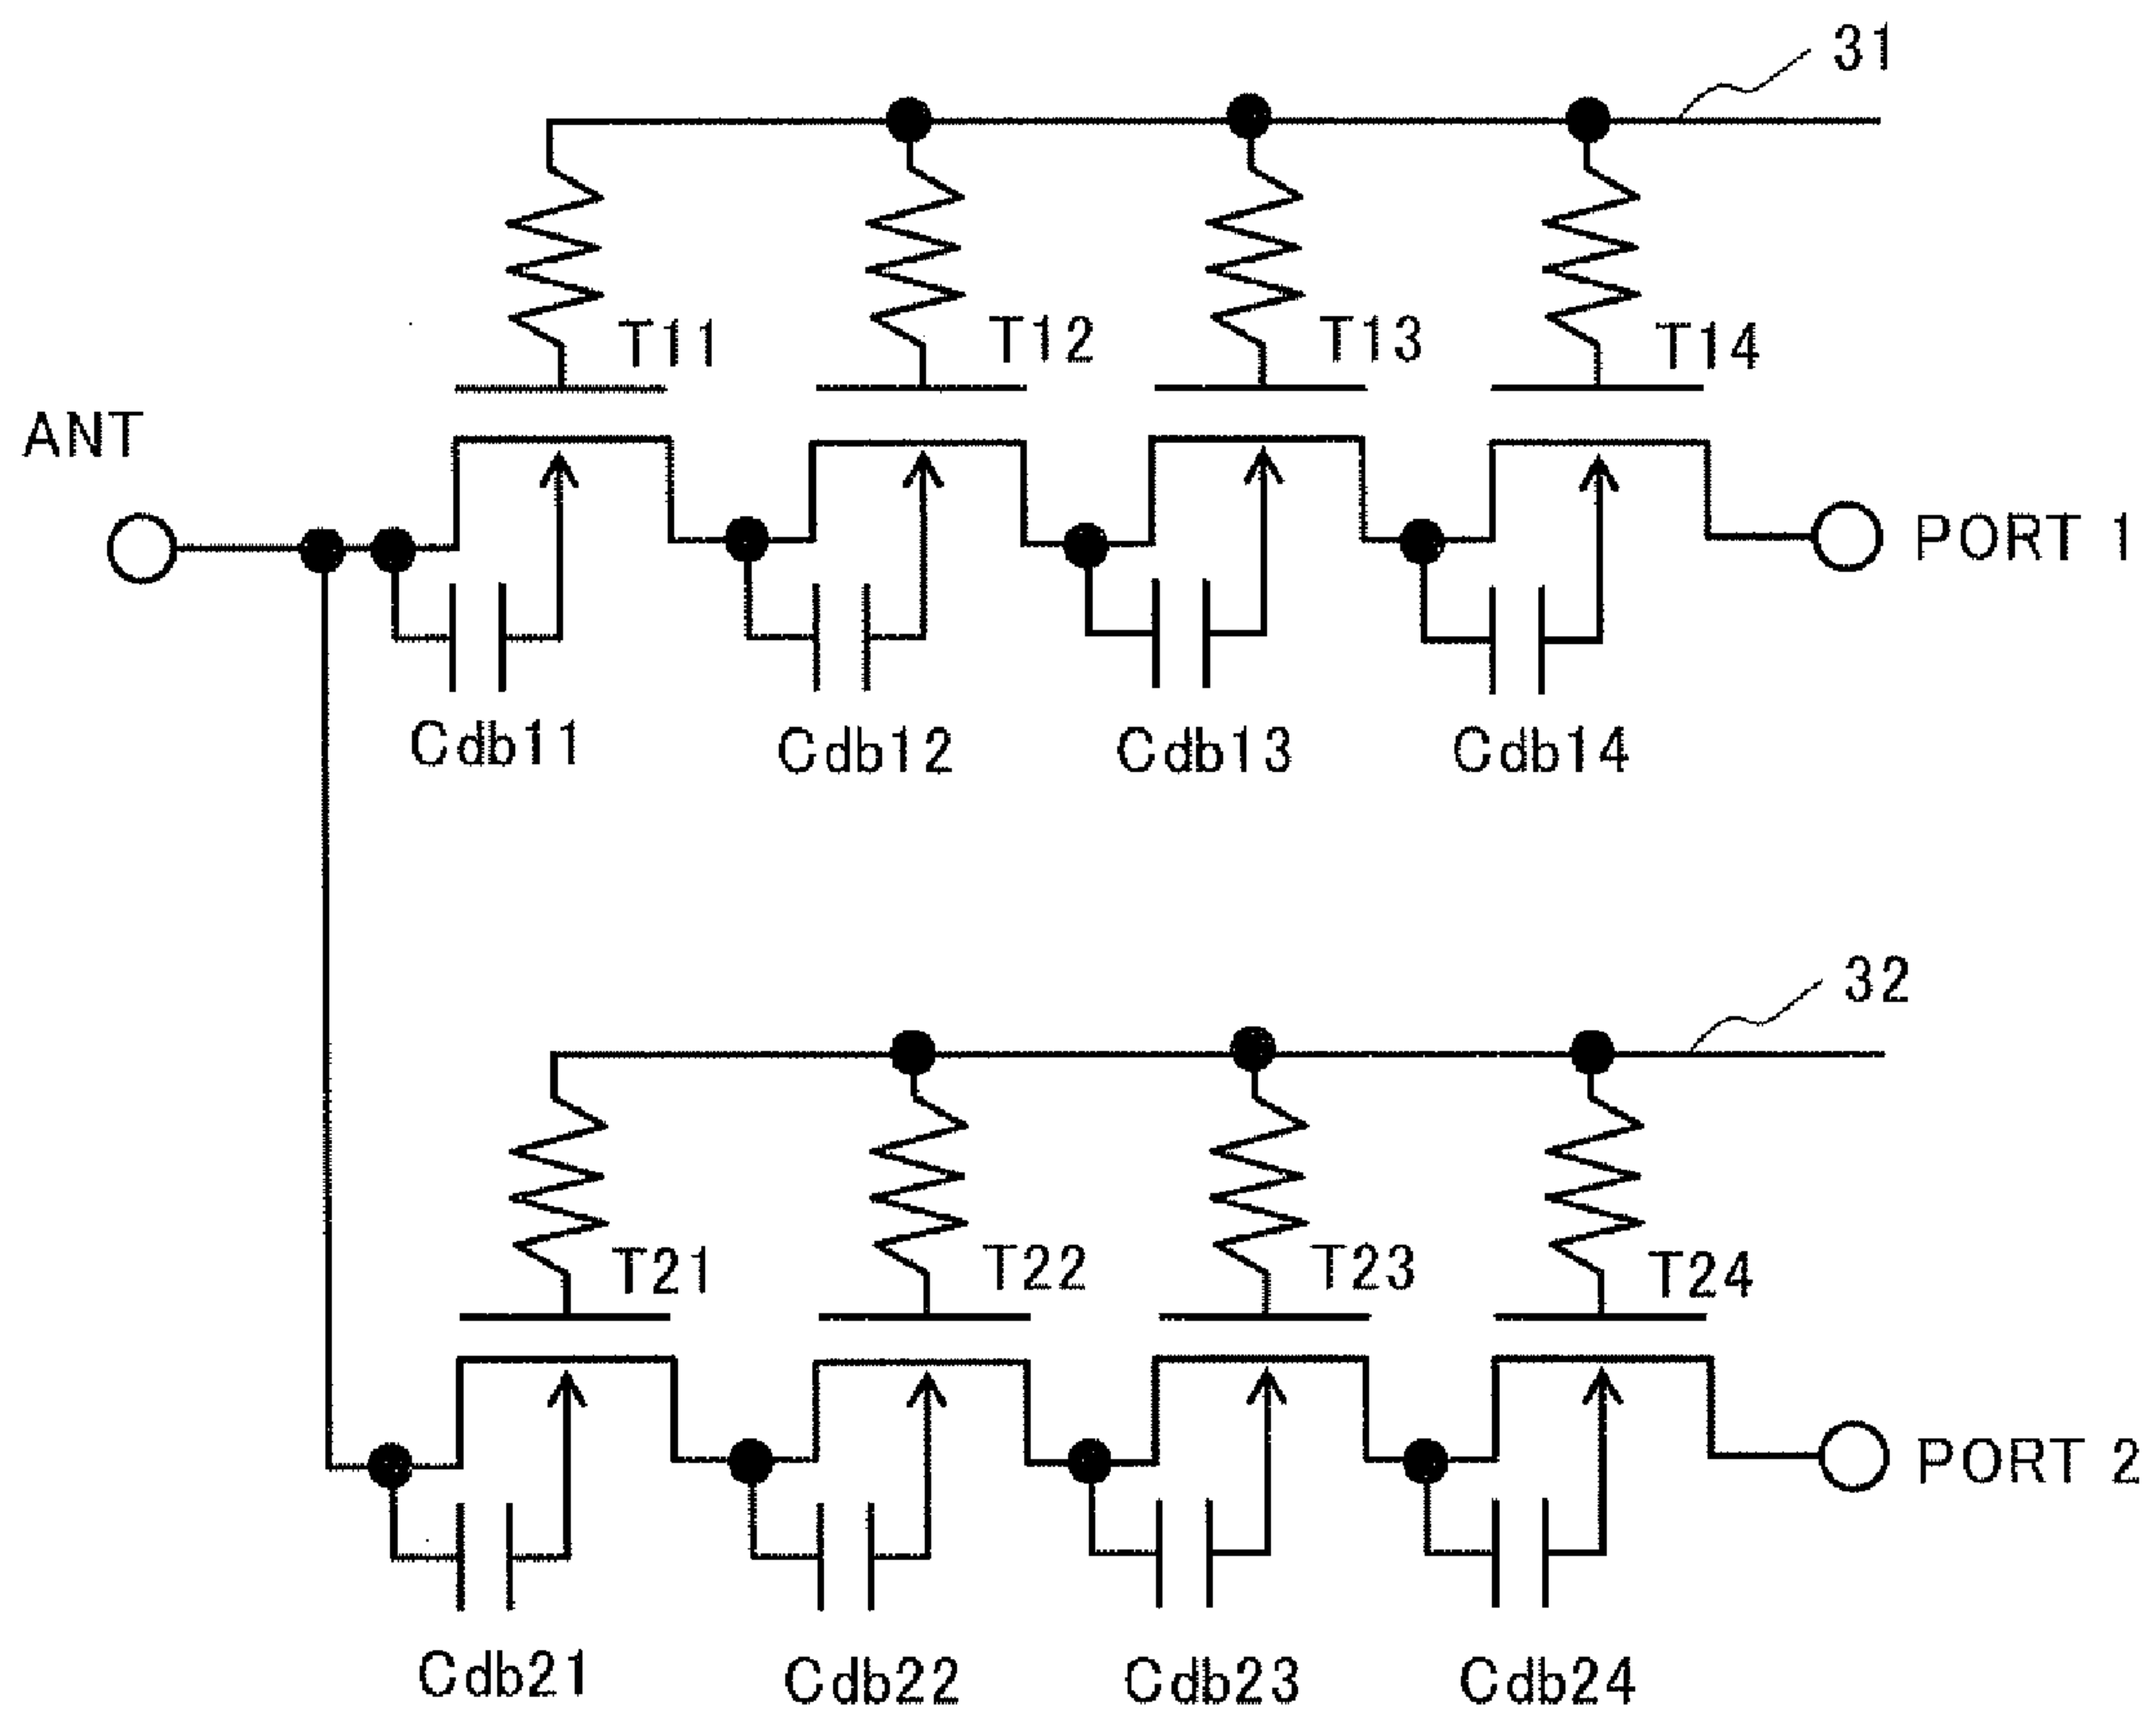 31
T11
T12
T13
T14
ANT
PORT 1
Cdb11
Cdb12
Cdb13
Cdb14
32
T21
T22
T23
T24
PORT 2
Cdb21
Cdb22
Cdb23
Cdb24